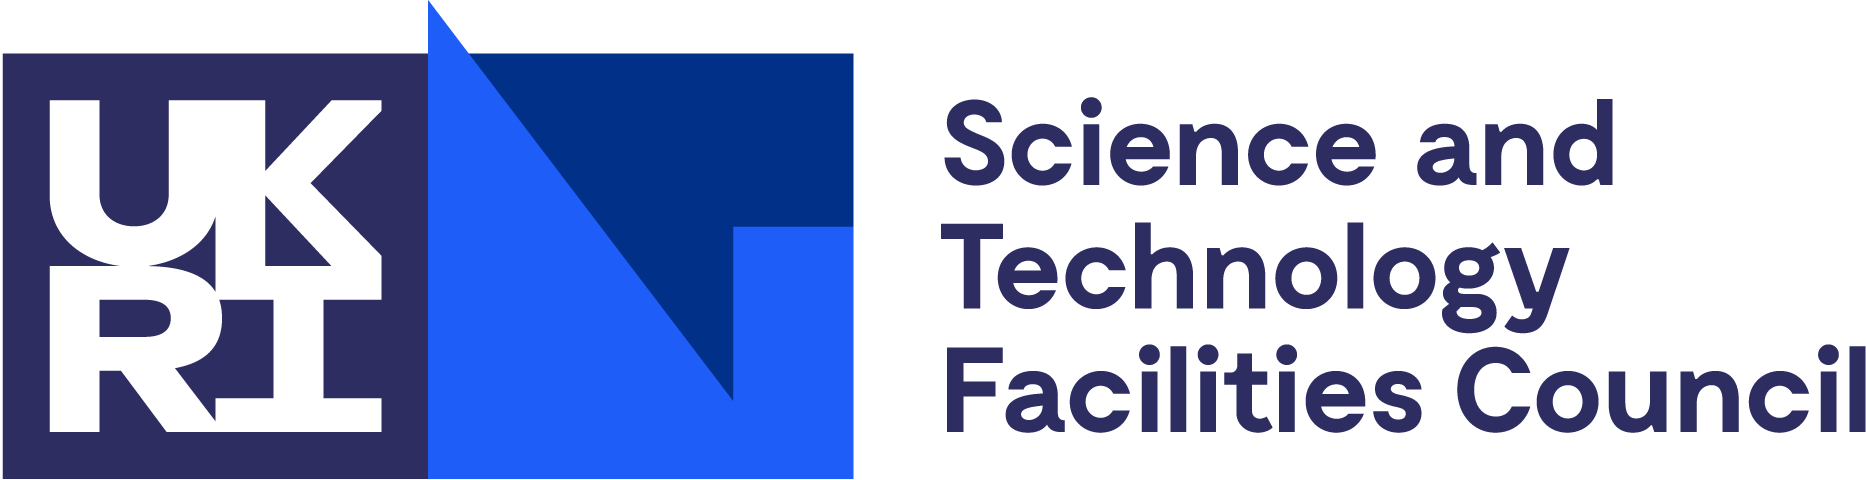 UK
RI
Science and
Technology
Facilities Council